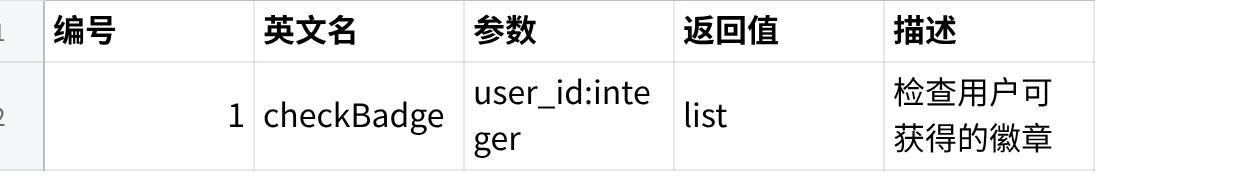 1 编号 英文名 参数 返回值 描述
2 1 checkBadge user_id:inte list 检查用户可
ger 获得的徽章